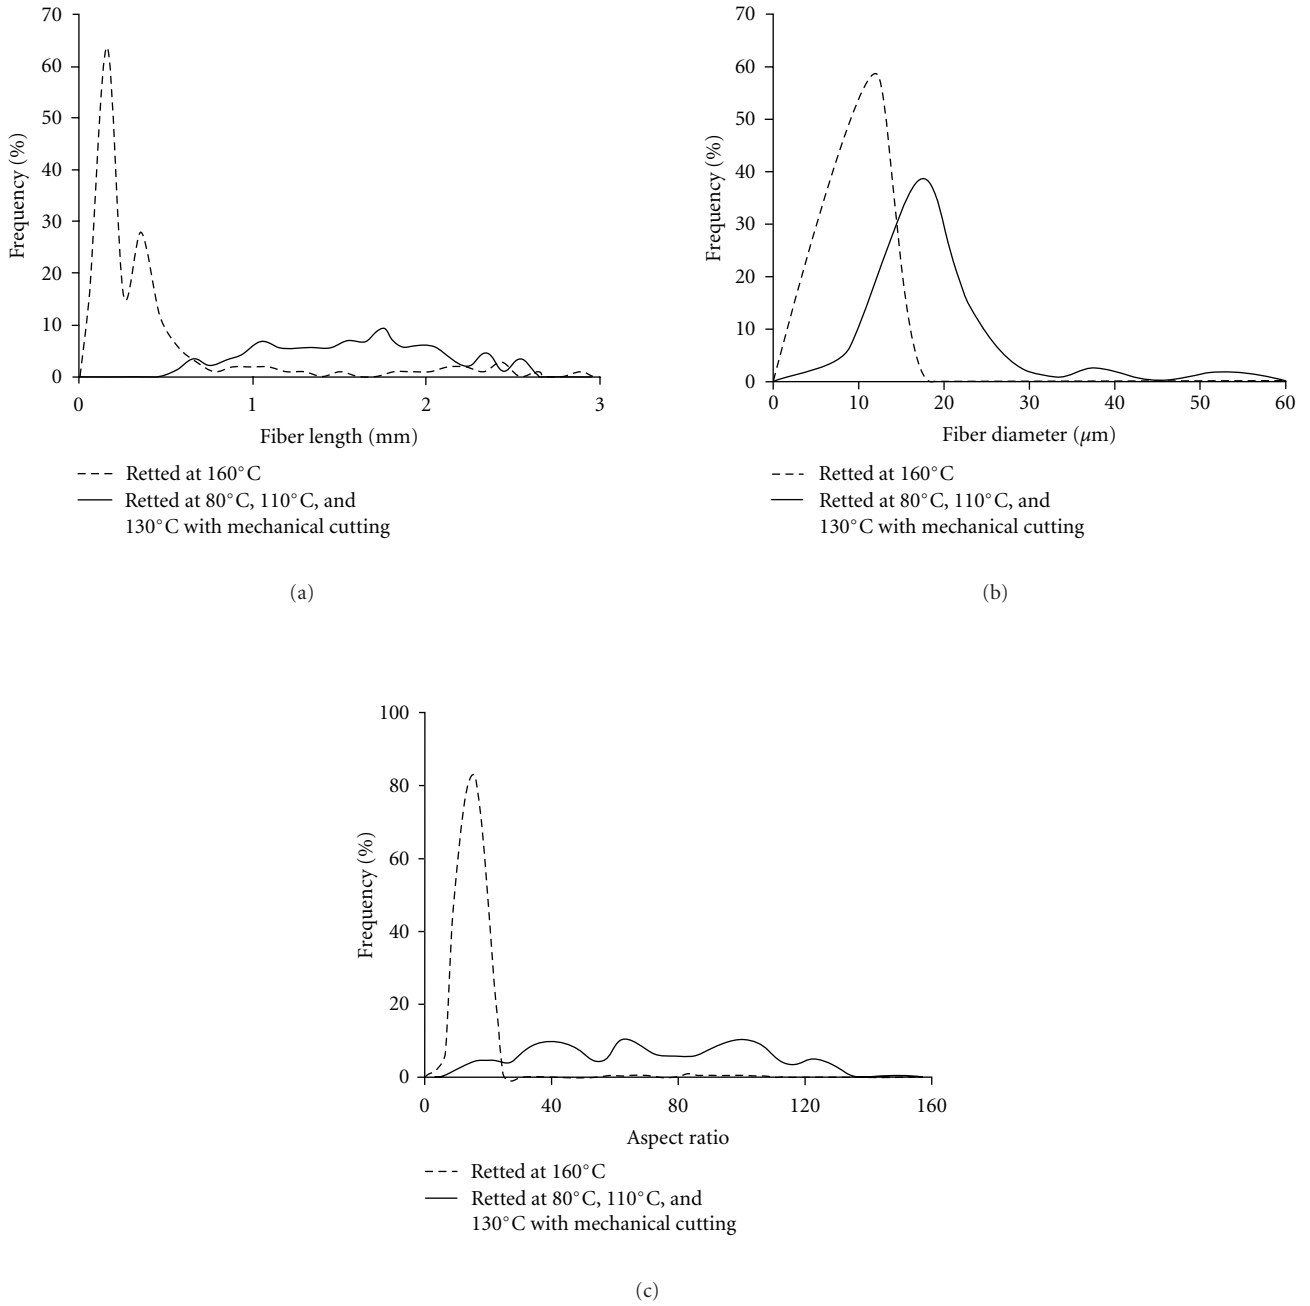 70
60
50
40
30
20
10
0
Frequency (%)
0 1 2 3
Fiber length (mm)
Retted at 160°C
Retted at 80°C, 110°C, and
130°C with mechanical cutting
(a)
70
60
50
40
30
20
10
0
Frequency (%)
0 10 20 30 40 50 60
Fiber diameter (μm)
Retted at 160°C
Retted at 80°C, 110°C, and
130°C with mechanical cutting
(b)
100
80
60
40
20
0
Frequency (%)
0 40 80 120 160
Aspect ratio
Retted at 160°C
Retted at 80°C, 110°C, and
130°C with mechanical cutting
(c)